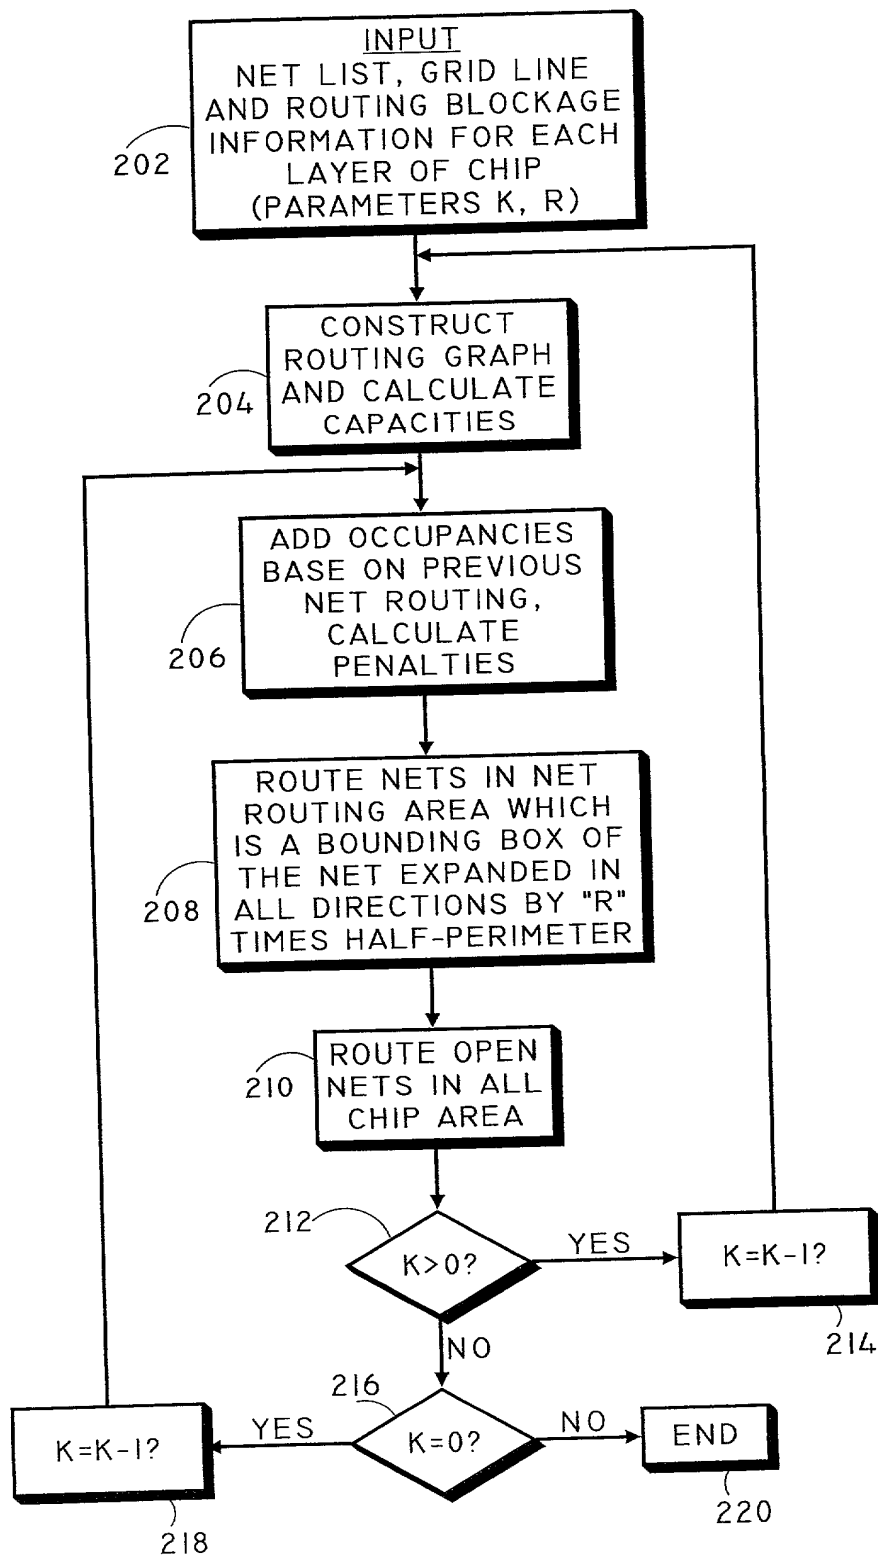 INPUT
NET LIST, GRID LINE
AND ROUTING BLOCKAGE
INFORMATION FOR EACH
LAYER OF CHIP
(PARAMETERS K, R)
202
CONSTRUCT
ROUTING GRAPH
AND CALCULATE
CAPACITIES
204
ADD OCCUPANCIES
BASE ON PREVIOUS
NET ROUTING,
CALCULATE
PENALTIES
206
ROUTE NETS IN NET
ROUTING AREA WHICH
IS A BOUNDING BOX OF
THE NET EXPANDED IN
ALL DIRECTIONS BY "R"
TIMES HALF-PERIMETER
208
ROUTE OPEN
NETS IN ALL
CHIP AREA
210
212
K>0?
YES
K=K-1?
214
NO
216
K=0?
YES
K=K-1?
218
NO
END
220